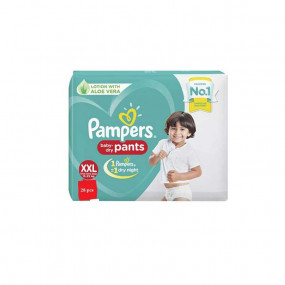 LOTION WITH
ALOE VERA
No.1
Pampers
baby-
dry
pants
1 Pampers
=1 dry night
XXL